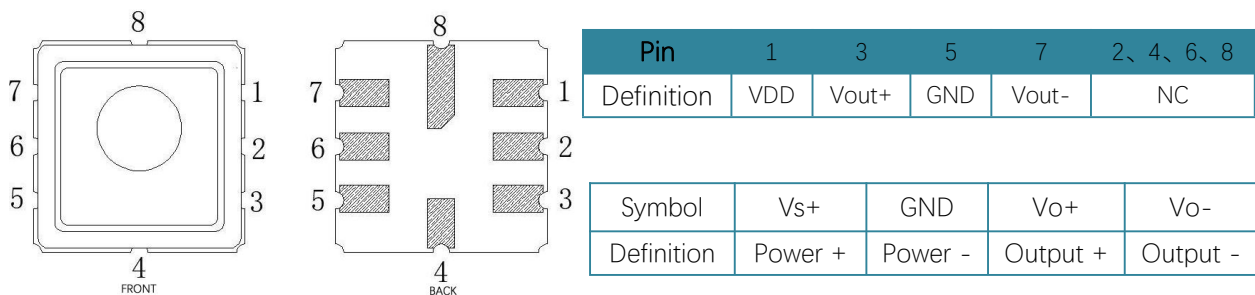 8
7 1
6 2
5 3
4
FRONT
8
7 1
6 2
5 3
4
BACK
Pin 1 3 5 7 2、4、6、8
Definition VDD Vout+ GND Vout- NC
Symbol Vs+ GND Vo+ Vo-
Definition Power + Power - Output + Output -